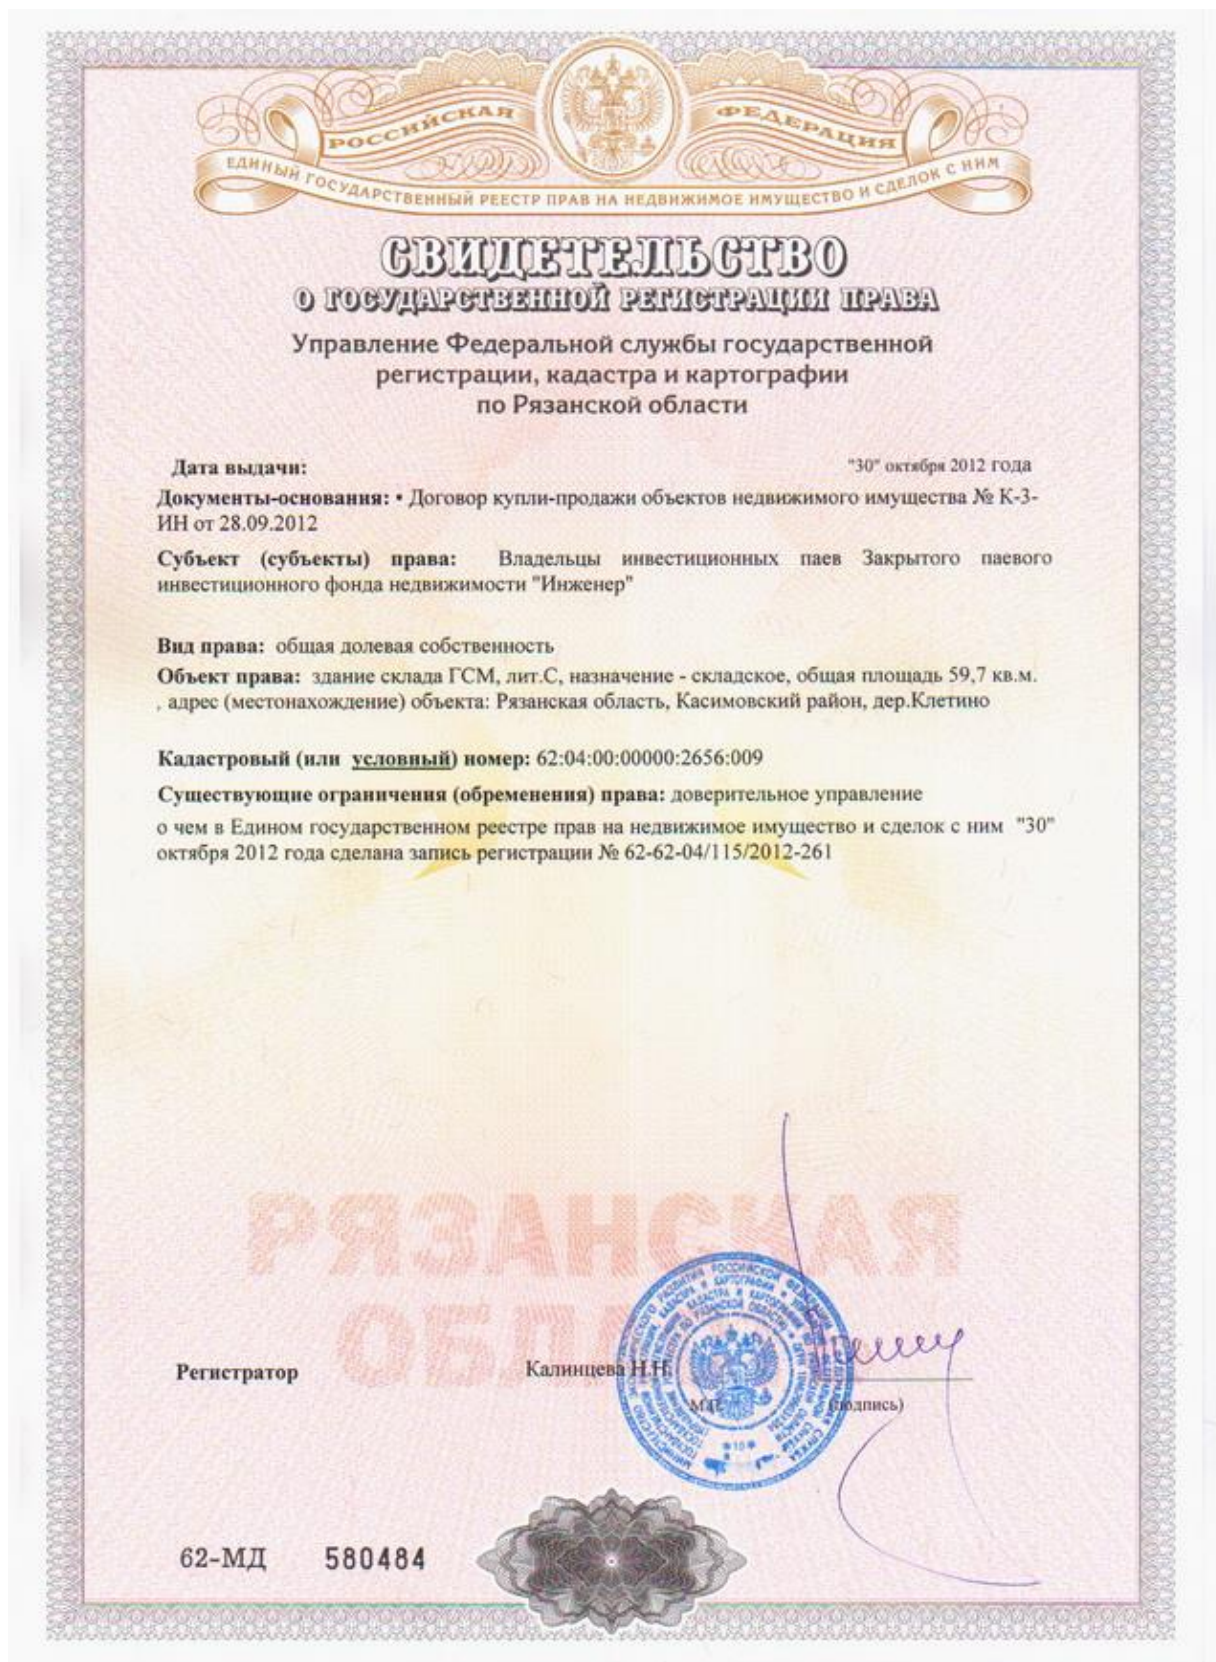 РОССИЙСКАЯ ФЕДЕРАЦИЯ
ЕДИНЫЙ ГОСУДАРСТВЕННЫЙ РЕЕСТР ПРАВ НА НЕДВИЖИМОЕ ИМУЩЕСТВО И СДЕЛОК С НИМ
СВИДЕТЕЛЬСТВО
О ГОСУДАРСТВЕННОЙ РЕГИСТРАЦИИ ПРАВА
Управление Федеральной службы государственной
регистрации, кадастра и картографии
по Рязанской области
Дата выдачи: "30" октября 2012 года
Документы-основания: • Договор купли-продажи объектов недвижимого имущества № К-3-
ИН от 28.09.2012
Субъект (субъекты) права: Владельцы инвестиционных паев Закрытого паевого
инвестиционного фонда недвижимости "Инженер"
Вид права: общая долевая собственность
Объект права: здание склада ГСМ, лит.С, назначение - складское, общая площадь 59,7 кв.м.
, адрес (местонахождение) объекта: Рязанская область, Касимовский район, дер.Клетино
Кадастровый (или условный) номер: 62:04:00:00000:2656:009
Существующие ограничения (обременения) права: доверительное управление
о чем в Едином государственном реестре прав на недвижимое имущество и сделок с ним "30"
октября 2012 года сделана запись регистрации № 62-62-04/115/2012-261
РЯЗАНСКАЯ
Регистратор Калинцева Н.Н.
М.П. (подпись)
62-МД 580484